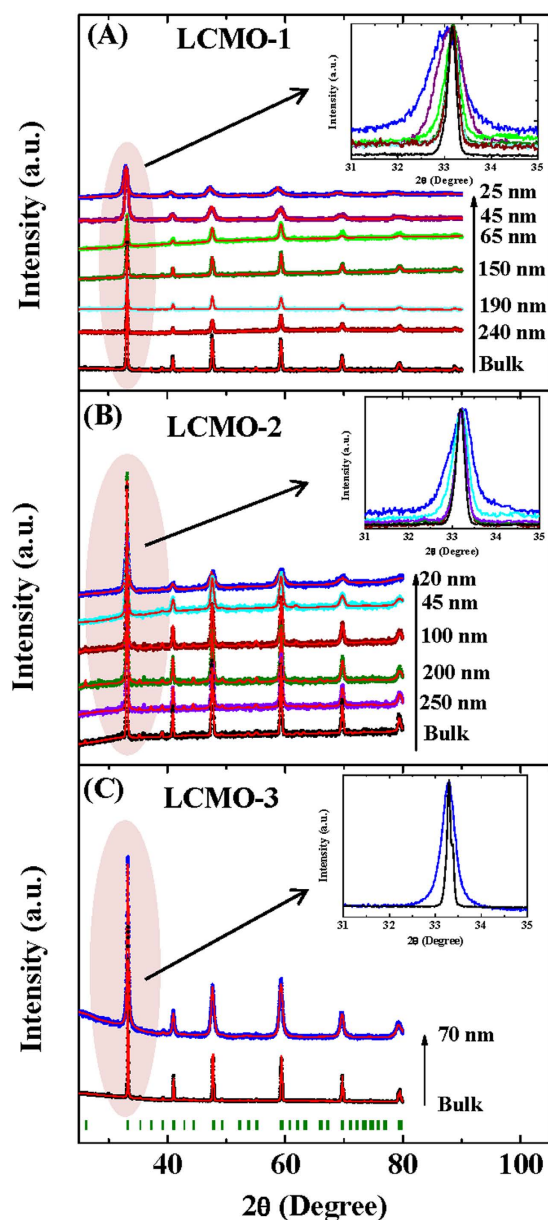 (A)
LCMO-1
Intensity (a.u.)
Intensity (a.u.)
31 32 33 34 35
2θ (Degree)
25 nm
45 nm
65 nm
150 nm
190 nm
240 nm
Bulk
(B)
LCMO-2
Intensity (a.u.)
Intensity (a.u.)
31 32 33 34 35
2θ (Degree)
20 nm
45 nm
100 nm
200 nm
250 nm
Bulk
(C)
LCMO-3
Intensity (a.u.)
Intensity (a.u.)
31 32 33 34 35
2θ (Degree)
70 nm
Bulk
40 60 80 100
2θ (Degree)